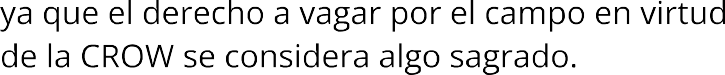 ya que el derecho a vagar por el campo en virtud
de la CROW se considera algo sagrado.